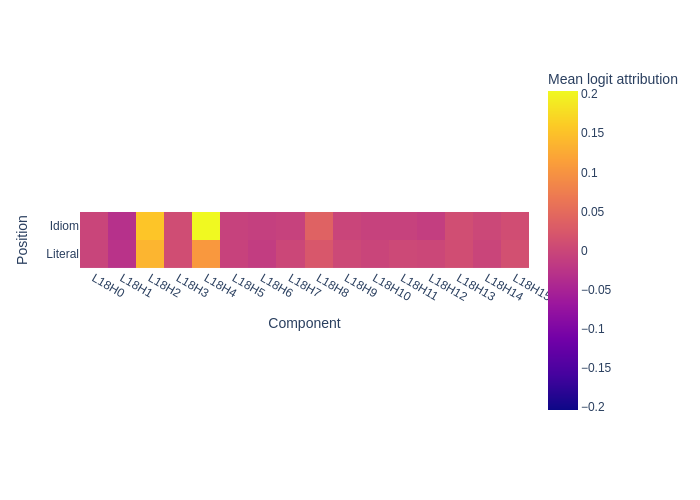 Mean logit attribution
0.2
0.15
0.1
0.05
0
−0.05
−0.1
−0.15
−0.2
Position
Idiom
Literal
L18H0
L18H1
L18H2
L18H3
L18H4
L18H5
L18H6
L18H7
L18H8
L18H9
L18H10
L18H11
L18H12
L18H13
L18H14
L18H15
Component